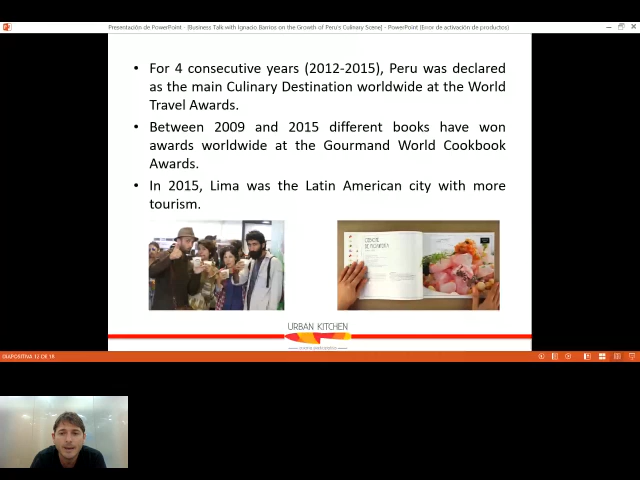 Presentación de PowerPoint - [Business Talk with Ignacio Barrios on the Growth of Peru's Culinary Scene] - PowerPoint (Error de activación de productos)
• For 4 consecutive years (2012-2015), Peru was declared
as the main Culinary Destination worldwide at the World
Travel Awards.
• Between 2009 and 2015 different books have won
awards worldwide at the Gourmand World Cookbook
Awards.
• In 2015, Lima was the Latin American city with more
tourism.
URBAN KITCHEN
DIAPOSITIVA 12 DE 18